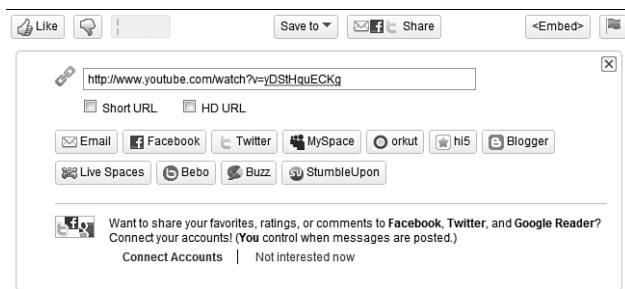 Like Save to Share <Embed>
http://www.youtube.com/watch?v=yDStHquECKg
Short URL HD URL
Email Facebook Twitter MySpace orkut hi5 Blogger
Live Spaces Bebo Buzz StumbleUpon
Want to share your favorites, ratings, or comments to Facebook, Twitter, and Google Reader?
Connect your accounts! (You control when messages are posted.)
Connect Accounts | Not interested now